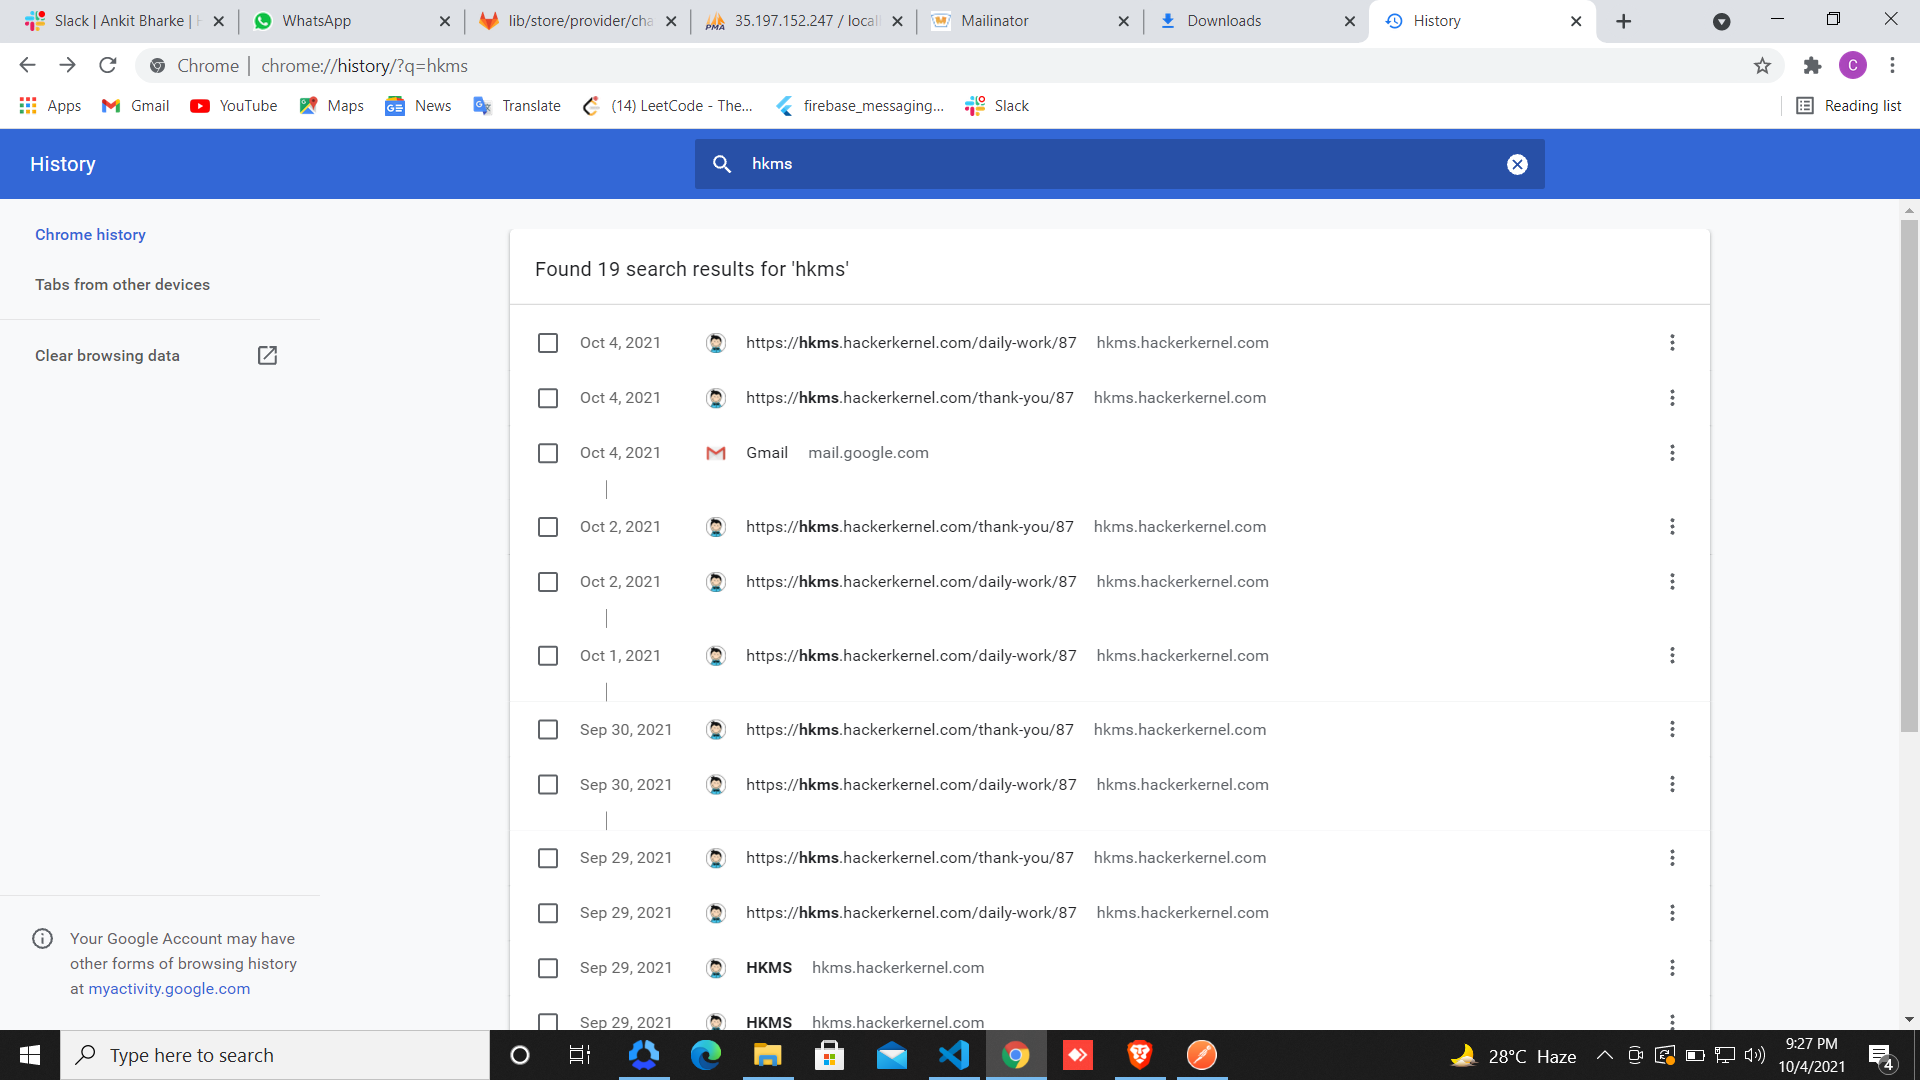 Slack | Ankit Bharke |
WhatsApp
lib/store/provider/cha
35.197.152.247 / locall
Mailinator
Downloads
History
Chrome | chrome://history/?q=hkms
C
Apps
Gmail
YouTube
Maps
News
Translate
(14) LeetCode - The...
firebase_messaging...
Slack
Reading list
History
hkms
Chrome history
Tabs from other devices
Clear browsing data
Found 19 search results for 'hkms'
Oct 4, 2021 https://hkms.hackerkernel.com/daily-work/87 hkms.hackerkernel.com
Oct 4, 2021 https://hkms.hackerkernel.com/thank-you/87 hkms.hackerkernel.com
Oct 4, 2021 Gmail mail.google.com
Oct 2, 2021 https://hkms.hackerkernel.com/thank-you/87 hkms.hackerkernel.com
Oct 2, 2021 https://hkms.hackerkernel.com/daily-work/87 hkms.hackerkernel.com
Oct 1, 2021 https://hkms.hackerkernel.com/daily-work/87 hkms.hackerkernel.com
Sep 30, 2021 https://hkms.hackerkernel.com/thank-you/87 hkms.hackerkernel.com
Sep 30, 2021 https://hkms.hackerkernel.com/daily-work/87 hkms.hackerkernel.com
Sep 29, 2021 https://hkms.hackerkernel.com/thank-you/87 hkms.hackerkernel.com
Sep 29, 2021 https://hkms.hackerkernel.com/daily-work/87 hkms.hackerkernel.com
Sep 29, 2021 HKMS hkms.hackerkernel.com
Sep 29, 2021 HKMS hkms.hackerkernel.com
Your Google Account may have
other forms of browsing history
at myactivity.google.com
Type here to search
28°C Haze
9:27 PM
10/4/2021
4